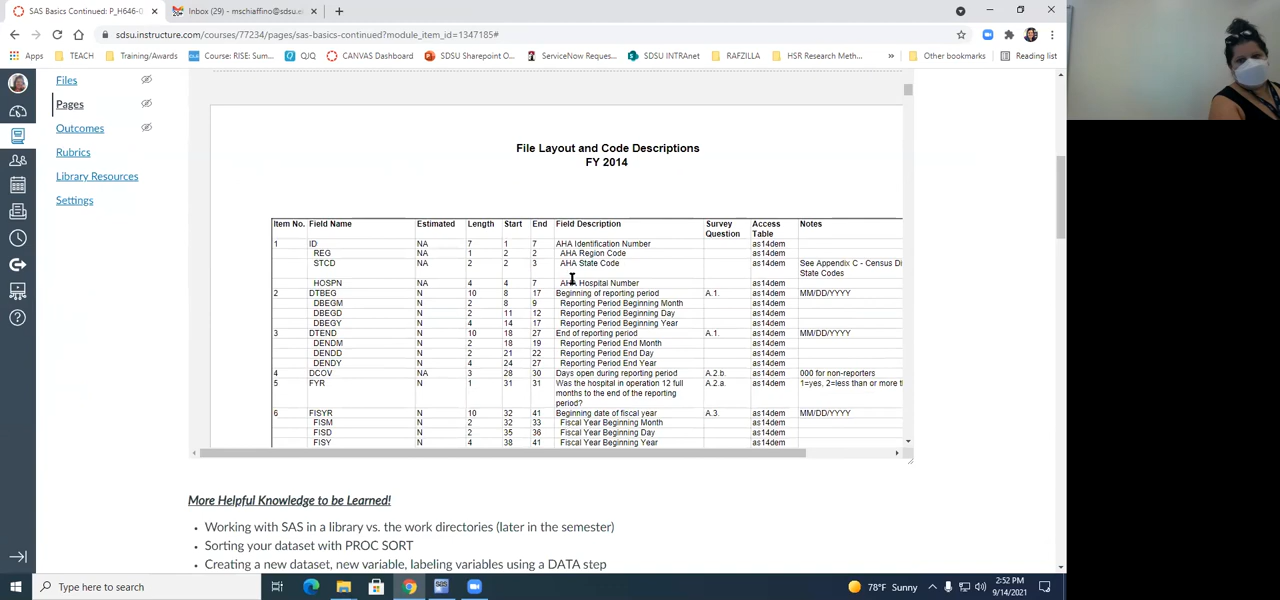 SAS Basics Continued: P_H646-0
Inbox (29) - mschiaffino@sdsu.e
sdsu.instructure.com/courses/77234/pages/sas-basics-continued?module_item_id=1347185#
Apps TEACH Training/Awards Course: RISE: Sum... QJQ CANVAS Dashboard SDSU Sharepoint O... ServiceNow Reques... SDSU INTRAnet RAFZILLA HSR Research Meth... » Other bookmarks Reading list
Files
Pages
Outcomes
Rubrics
Library Resources
Settings
File Layout and Code Descriptions
FY 2014
Item No. Field Name Estimated Length Start End Field Description Survey Question Access Table Notes
1 ID NA 7 1 7 AHA Identification Number as14dem
REG NA 1 2 2 AHA Region Code as14dem
STCD NA 2 2 3 AHA State Code as14dem See Appendix C - Census Di
State Codes
HOSPN NA 4 4 7 AHA Hospital Number as14dem
2 DTBEG N 10 8 17 Beginning of reporting period A.1. as14dem MM/DD/YYYY
DBEGM N 2 8 9 Reporting Period Beginning Month as14dem
DBEGD N 2 11 12 Reporting Period Beginning Day as14dem
DBEGY N 4 14 17 Reporting Period Beginning Year as14dem
3 DTEND N 10 18 27 End of reporting period A.1. as14dem MM/DD/YYYY
DENDM N 2 18 19 Reporting Period End Month as14dem
DENDD N 2 21 22 Reporting Period End Day as14dem
DENDY N 4 24 27 Reporting Period End Year as14dem
4 DCOV NA 3 28 30 Days open during reporting period A.2.b. as14dem 000 for non-reporters
5 FYR N 1 31 31 Was the hospital in operation 12 full A.2.a. as14dem 1=yes, 2=less than or more t
months to the end of the reporting
period?
6 FISYR N 10 32 41 Beginning date of fiscal year A.3. as14dem MM/DD/YYYY
FISM N 2 32 33 Fiscal Year Beginning Month as14dem
FISD N 2 35 36 Fiscal Year Beginning Day as14dem
FISY N 4 38 41 Fiscal Year Beginning Year as14dem
More Helpful Knowledge to be Learned!
• Working with SAS in a library vs. the work directories (later in the semester)
• Sorting your dataset with PROC SORT
• Creating a new dataset, new variable, labeling variables using a DATA step
Type here to search
78°F Sunny
2:52 PM
9/14/2021